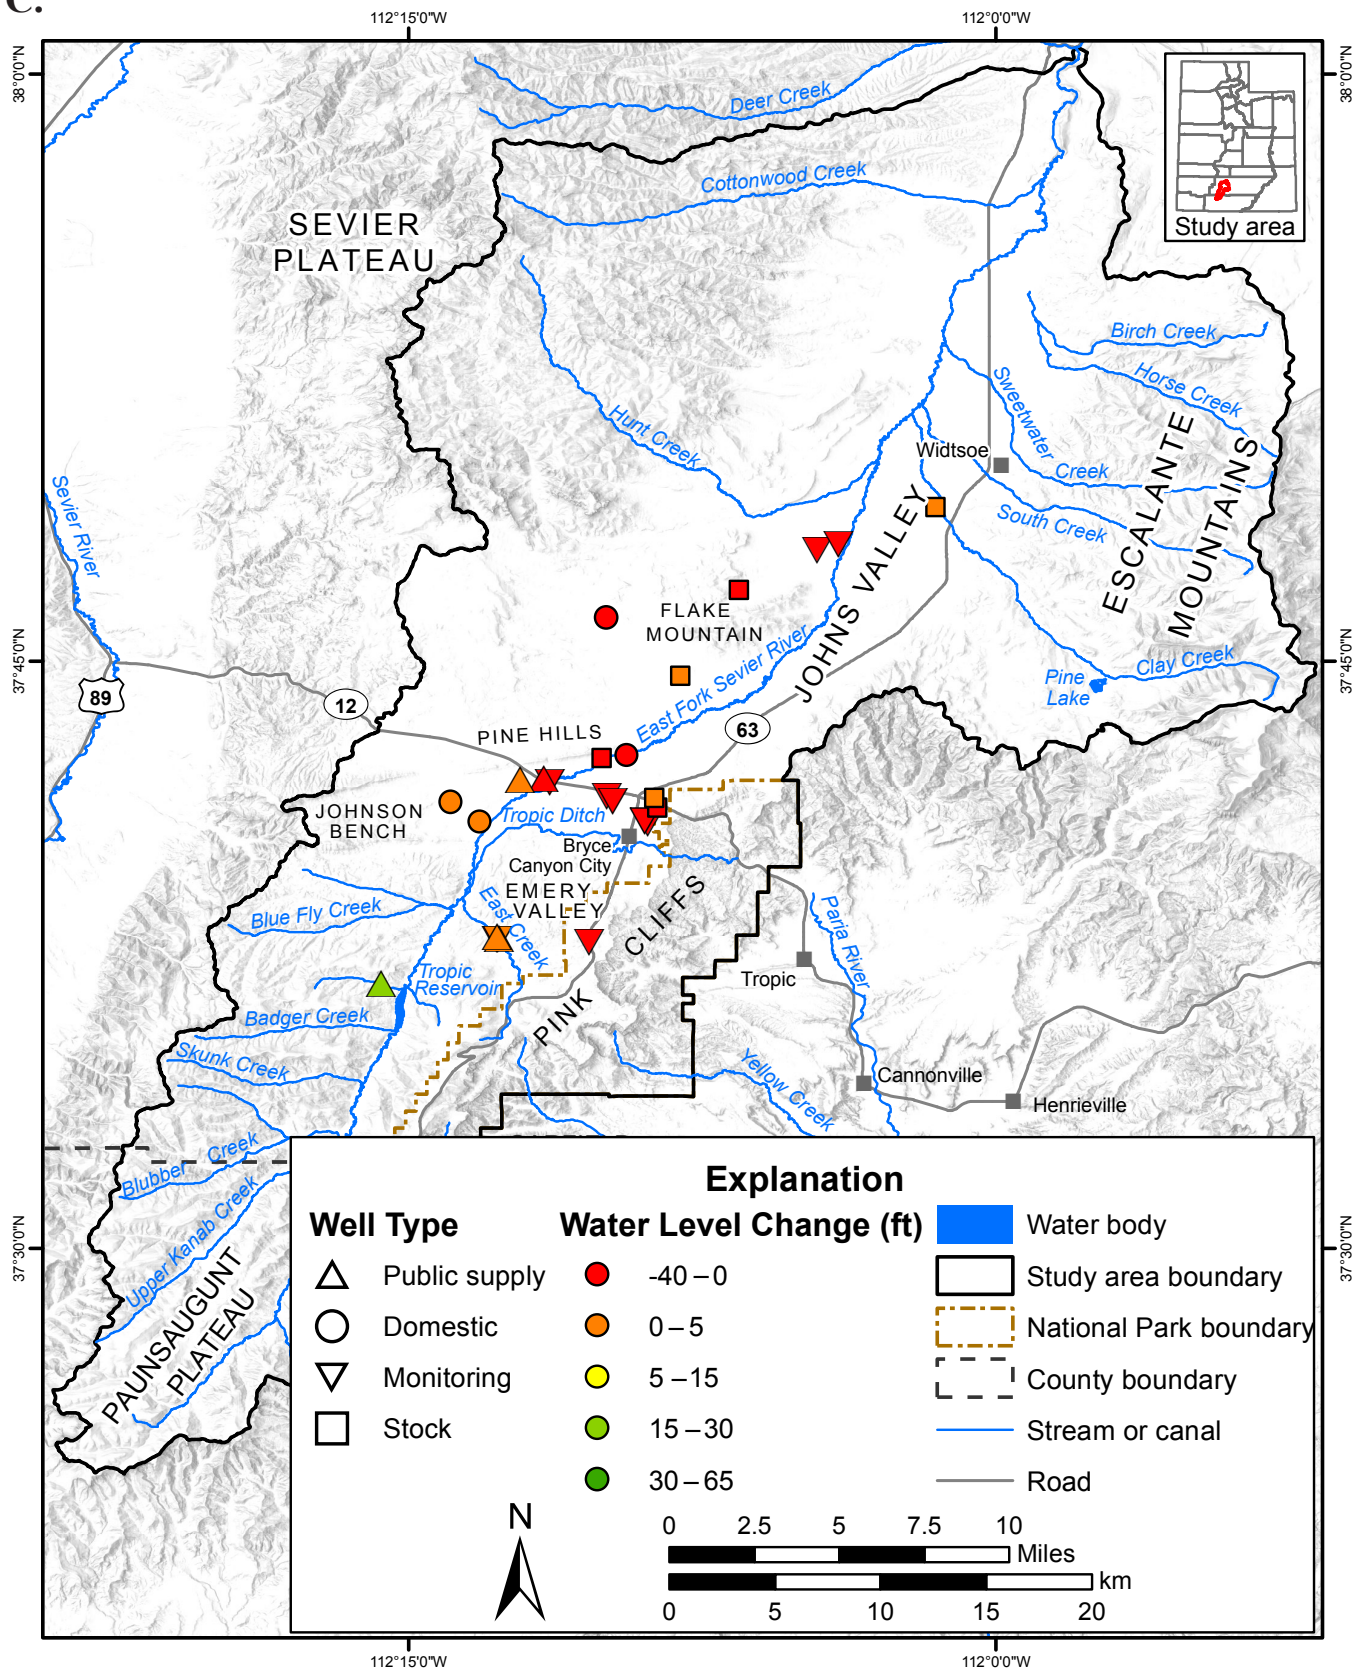 C.
112°15'0"W
112°0'0"W
38°0'0"N
38°0'0"N
Deer Creek
Study area
Cottonwood Creek
SEVIER
PLATEAU
Birch Creek
Horse Creek
Sweetwater
Creek
Hunt Creek
Widtsoe
ESCALANTE
MOUNTAINS
South Creek
Sevier River
JOHNS VALLEY
FLAKE
MOUNTAIN
37°45'0"N
37°45'0"N
East Fork Sevier River
Clay Creek
Pine
Lake
89
12
63
PINE HILLS
JOHNSON
BENCH
Tropic Ditch
Bryce
Canyon City
EMERY
VALLEY
East Creek
CLIFFS
PINK
Blue Fly Creek
Paria River
Tropic
Tropic
Reservoir
Badger Creek
Skunk Creek
Yellow Creek
Cannonville
Henrieville
Blubber Creek
Upper Kanab Creek
PAUNSAUGUNT
PLATEAU
37°30'0"N
37°30'0"N
Explanation
Well Type
Public supply
Domestic
Monitoring
Stock
Water Level Change (ft)
-40 – 0
0 – 5
5 – 15
15 – 30
30 – 65
Water body
Study area boundary
National Park boundary
County boundary
Stream or canal
Road
N
0 2.5 5 7.5 10
Miles
km
0 5 10 15 20
112°15'0"W
112°0'0"W